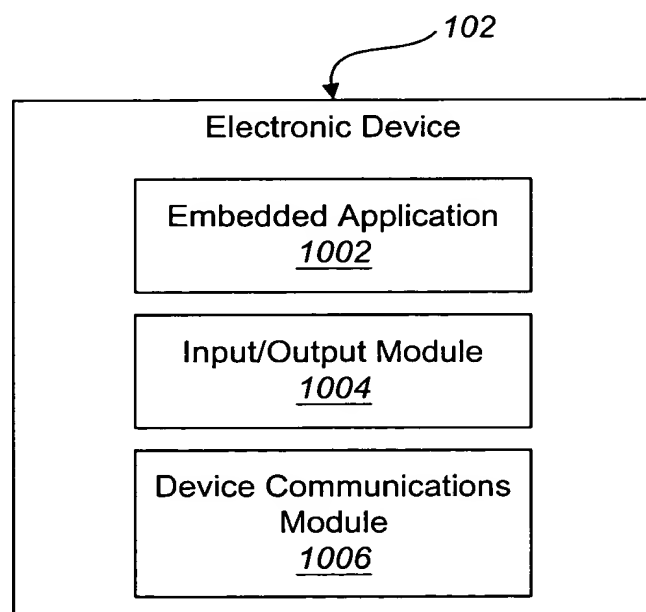 102
Electronic Device
Embedded Application
1002
Input/Output Module
1004
Device Communications
Module
1006